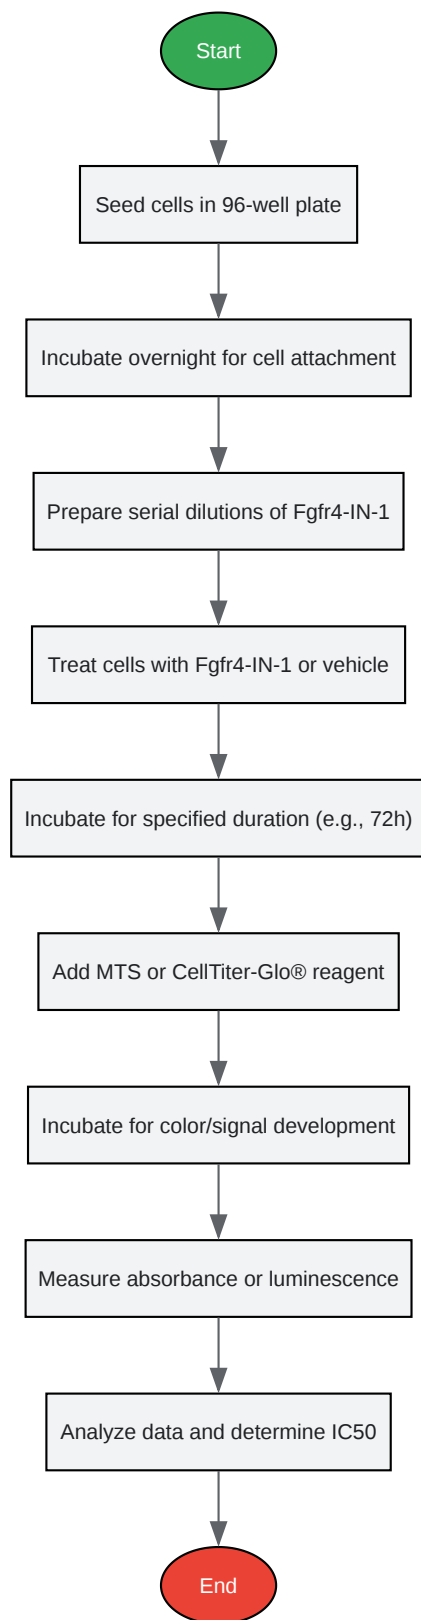 Start
Seed cells in 96-well plate
Incubate overnight for cell attachment
Prepare serial dilutions of Fgfr4-IN-1
Treat cells with Fgfr4-IN-1 or vehicle
Incubate for specified duration (e.g., 72h)
Add MTS or CellTiter-Glo® reagent
Incubate for color/signal development
Measure absorbance or luminescence
Analyze data and determine IC50
End